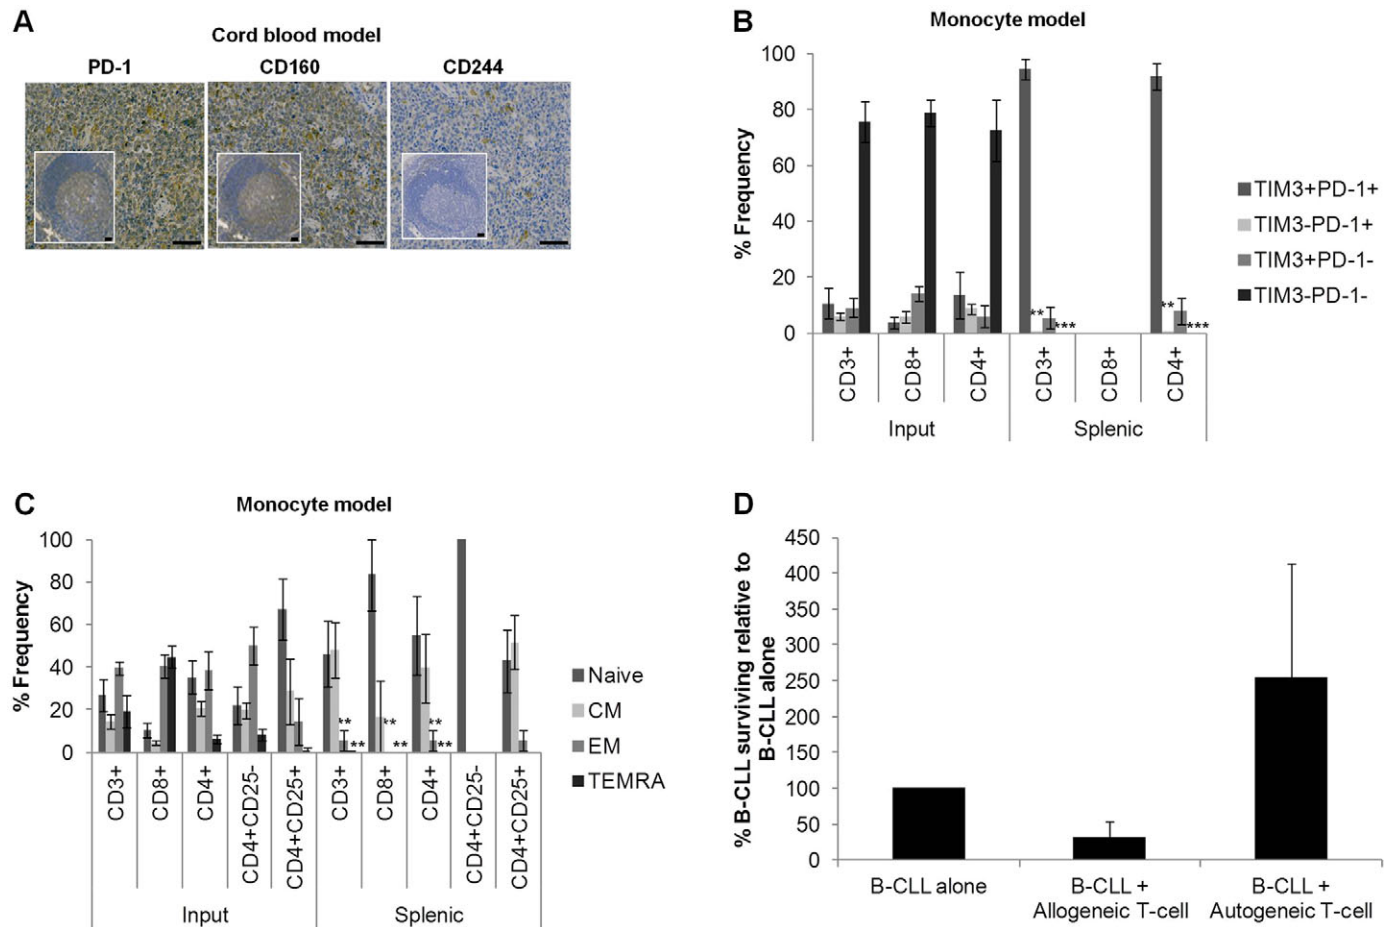 A
Cord blood model
PD-1 CD160 CD244
B
Monocyte model
% Frequency
100
80
60
40
20
0
CD3+ CD8+ CD4+ CD3+ CD8+ CD4+
** *** ** ***
Input Splenic
TIM3+PD-1+
TIM3-PD-1+
TIM3+PD-1-
TIM3-PD-1-
C
Monocyte model
% Frequency
100
80
60
40
20
0
** ** ** ** ** **
CD3+ CD8+ CD4+ CD4+CD25- CD4+CD25+ CD3+ CD8+ CD4+ CD4+CD25- CD4+CD25+
Input Splenic
Naive
CM
EM
TEMRA
D
% B-CLL surviving relative to
B-CLL alone
450
400
350
300
250
200
150
100
50
0
B-CLL alone B-CLL + B-CLL +
Allogeneic T-cell Autogeneic T-cell